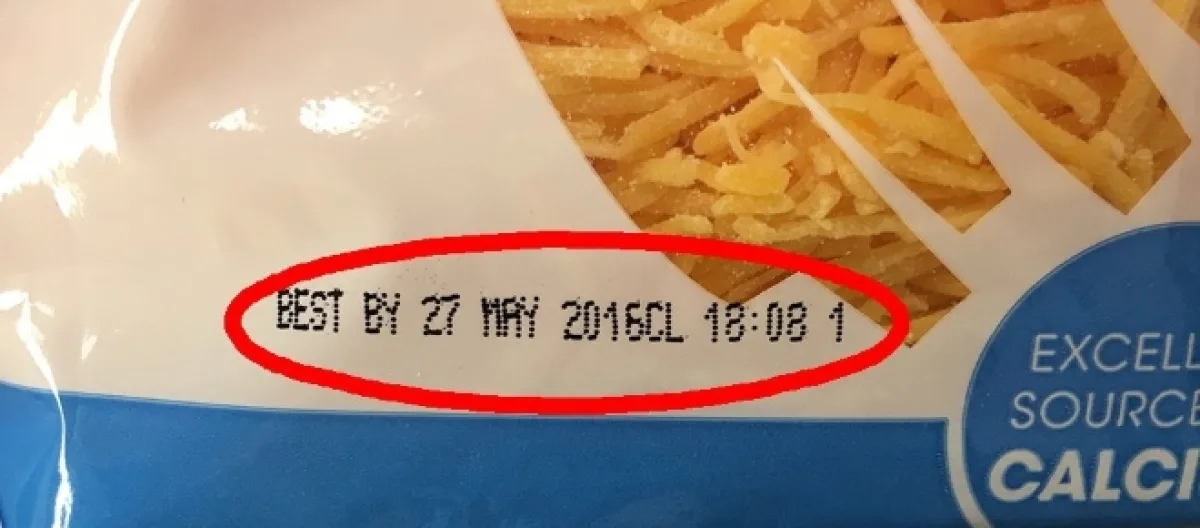 BEST BY 27 MAY 2016CL 18:08 1
EXCELL
SOURCE
CALCI